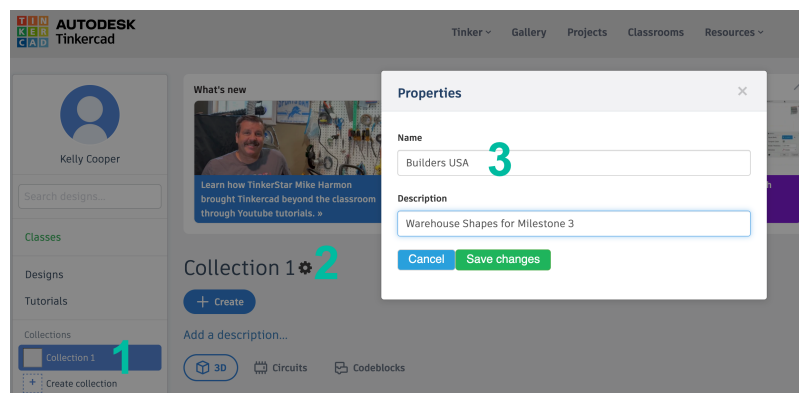 TIN
KER
CAD
AUTODESK
Tinkercad
Tinker
Gallery
Projects
Classrooms
Resources
Kelly Cooper
Search designs...
Classes
Designs
Tutorials
Collections
Collection 1
1
+ Create collection
What's new
Learn how TinkerStar Mike Harmon
brought Tinkercad beyond the classroom
through Youtube tutorials. »
Collection 1
2
+ Create
Add a description...
3D
Circuits
Codeblocks
Properties
×
Name
Builders USA
3
Description
Warehouse Shapes for Milestone 3
Cancel
Save changes